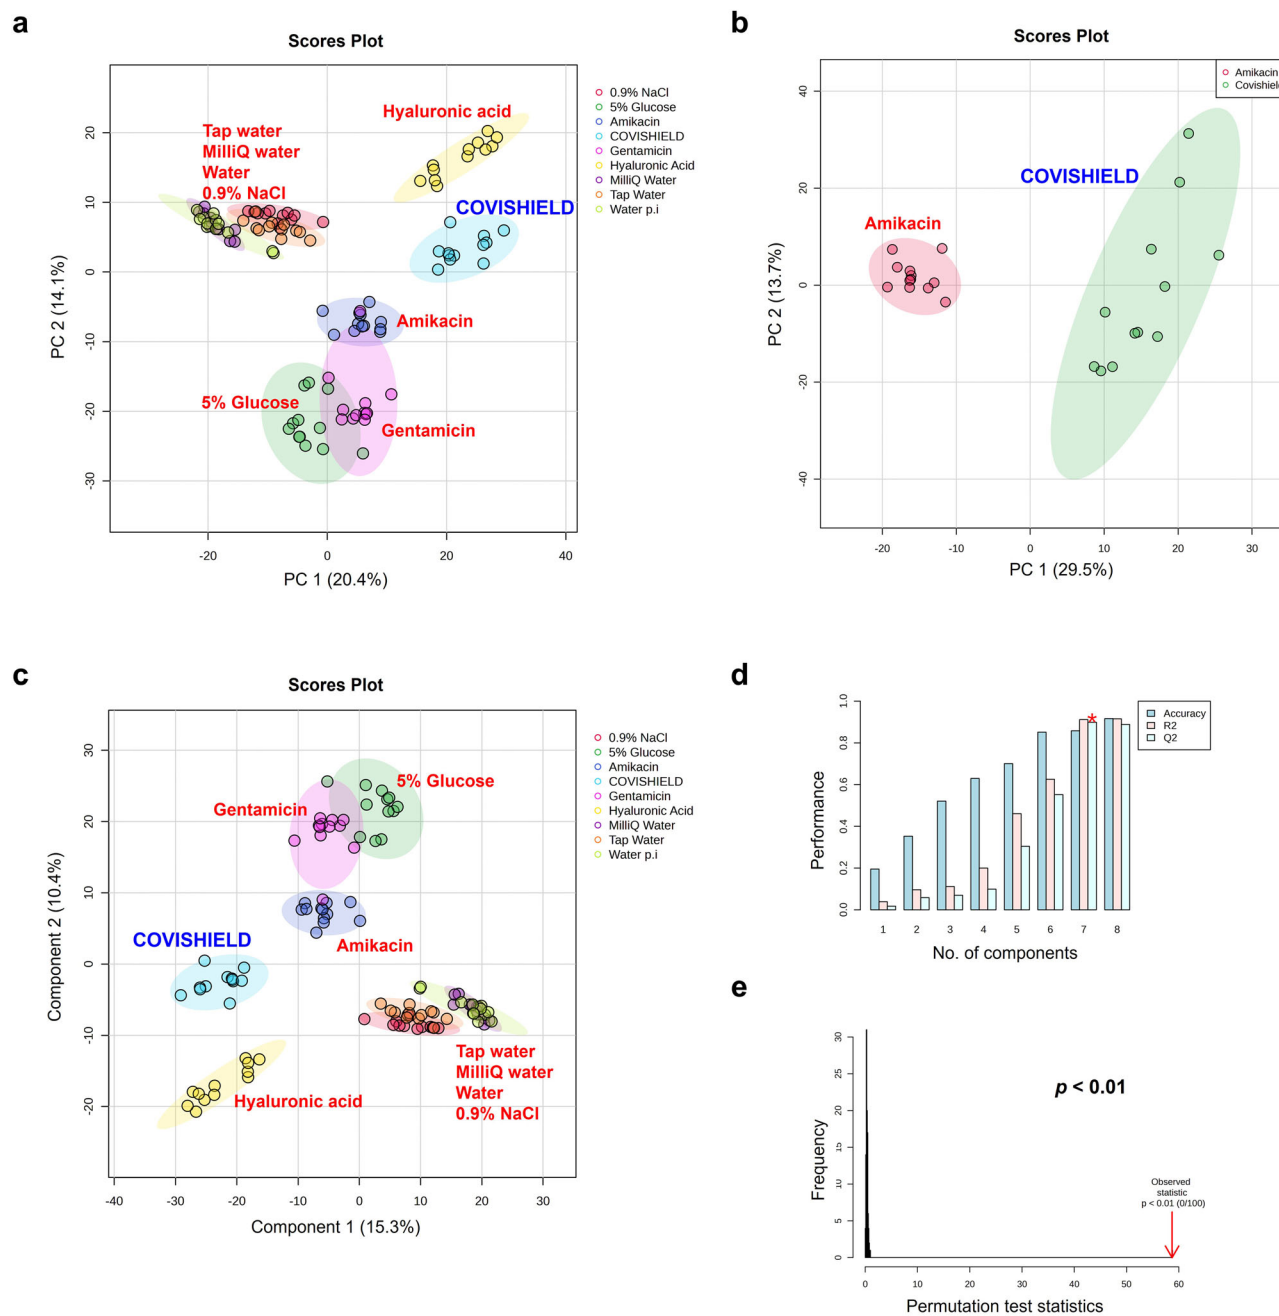 a
Scores Plot
Hyaluronic acid
Tap water
MilliQ water
Water
0.9% NaCl
COVISHIELD
Amikacin
5% Glucose
Gentamicin
20
10
0
-10
-20
-30
PC 2 (14.1%)
-20
0
20
40
PC 1 (20.4%)
0.9% NaCl
5% Glucose
Amikacin
COVISHIELD
Gentamicin
Hyaluronic Acid
MilliQ Water
Tap Water
Water p.i
b
Scores Plot
Amikacin
Covishield
COVISHIELD
Amikacin
40
20
0
-20
-40
PC 2 (13.7%)
-20
-10
0
10
20
30
PC 1 (29.5%)
c
Scores Plot
5% Glucose
Gentamicin
COVISHIELD
Amikacin
Tap water
MilliQ water
Water
0.9% NaCl
Hyaluronic acid
30
20
10
0
-10
-20
Component 2 (10.4%)
-40
-30
-20
-10
0
10
20
30
Component 1 (15.3%)
0.9% NaCl
5% Glucose
Amikacin
COVISHIELD
Gentamicin
Hyaluronic Acid
MilliQ Water
Tap Water
Water p.i
d
1.0
0.8
0.6
0.4
0.2
0.0
Performance
*
Accuracy
R2
Q2
1
2
3
4
5
6
7
8
No. of components
e
30
25
20
15
10
5
0
Frequency
p < 0.01
Observed
statistic
p < 0.01 (0/100)
0
10
20
30
40
50
60
Permutation test statistics